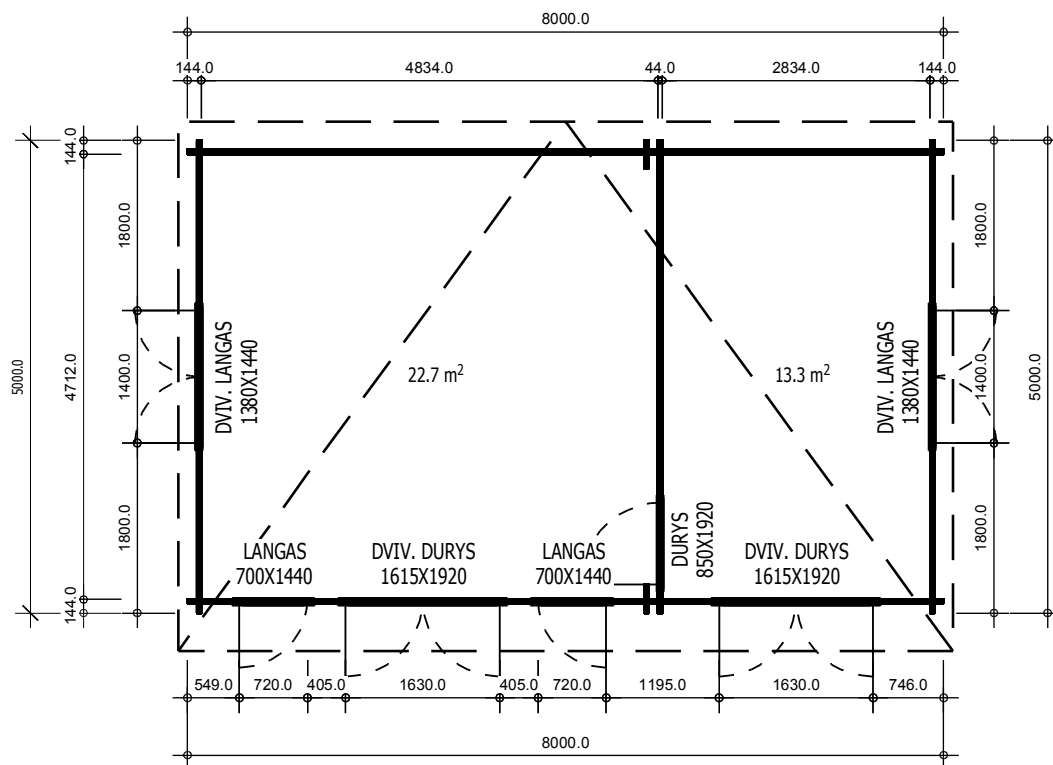 8000.0
144.0 4834.0 44.0 2834.0 144.0
144.0
1800.0
1800.0
5000.0
4712.0
1400.0
DVIV. LANGAS
1380X1440
22.7 m²
13.3 m²
DVIV. LANGAS
1380X1440
1400.0
5000.0
1800.0
1800.0
144.0
LANGAS
700X1440
DVIV. DURYS
1615X1920
LANGAS
700X1440
DURYS
850X1920
DVIV. DURYS
1615X1920
549.0 720.0 405.0 1630.0 405.0 720.0 1195.0 1630.0 746.0
8000.0